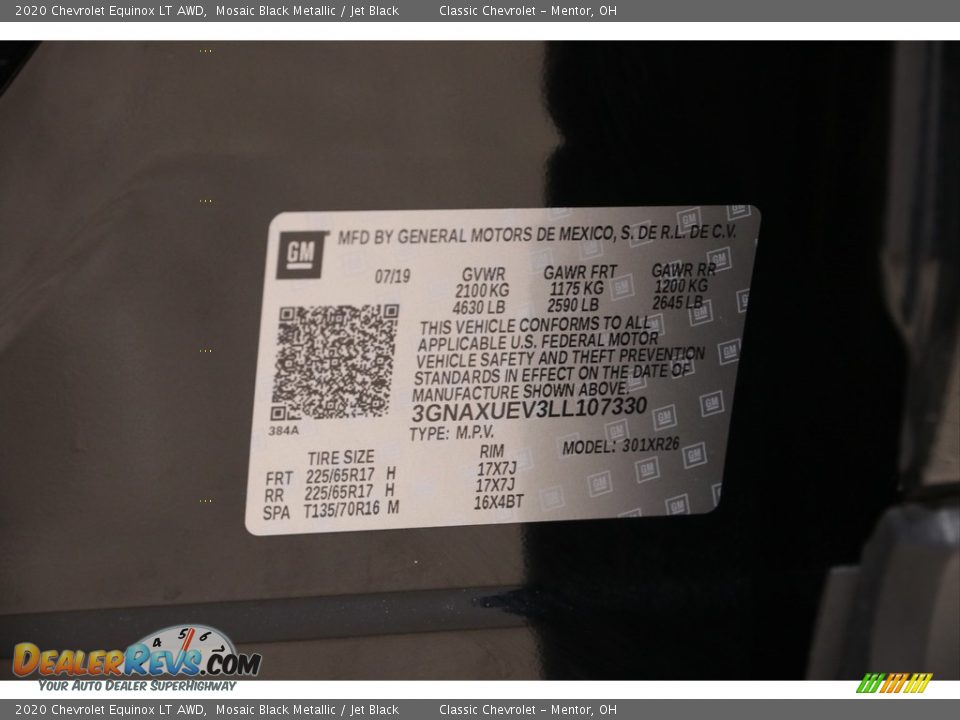 2020 Chevrolet Equinox LT AWD, Mosaic Black Metallic / Jet Black Classic Chevrolet - Mentor, OH
GM MFD BY GENERAL MOTORS DE MEXICO, S. DE R.L. DE C.V.
07/19 GVWR GAWR FRT GAWR RR
2100 KG 1175 KG 1200 KG
4630 LB 2590 LB 2645 LB
THIS VEHICLE CONFORMS TO ALL
APPLICABLE U.S. FEDERAL MOTOR
VEHICLE SAFETY AND THEFT PREVENTION
STANDARDS IN EFFECT ON THE DATE OF
MANUFACTURE SHOWN ABOVE.
3GNAXUEV3LL107330
384A
TYPE: M.P.V. MODEL: 301XR26
TIRE SIZE RIM
FRT 225/65R17 H 17X7J
RR 225/65R17 H 17X7J
SPA T135/70R16 M 16X4BT
4 5 6
DEALERREVS.COM
YOUR AUTO DEALER SUPERHIGHWAY
2020 Chevrolet Equinox LT AWD, Mosaic Black Metallic / Jet Black Classic Chevrolet - Mentor, OH